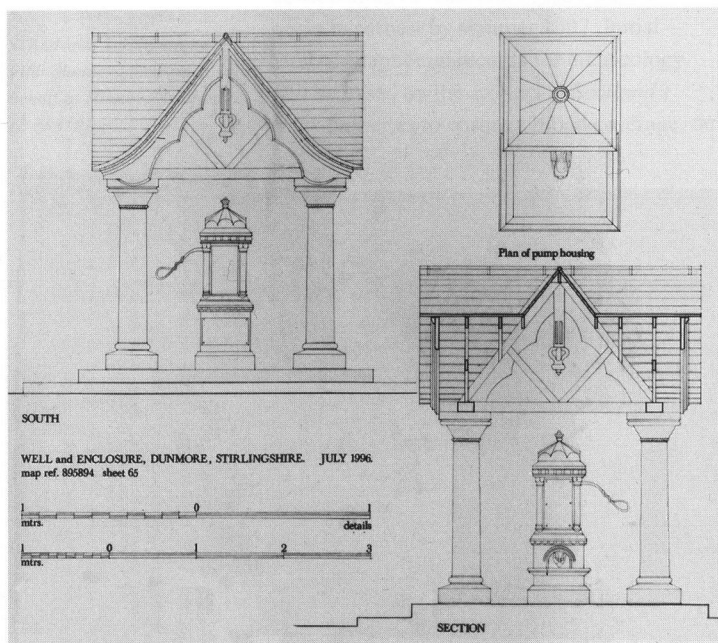 Plan of pump housing
SOUTH
WELL and ENCLOSURE, DUNMORE, STIRLINGSHIRE. JULY 1996.
map ref. 895894 sheet 65
1 0 1
mtrs. details
1 0 1 2 3
mtrs.
SECTION